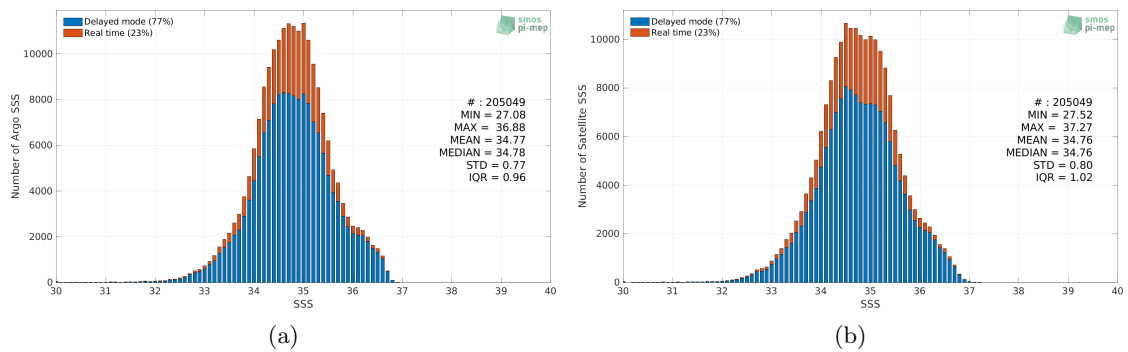 Delayed mode (77%)
Real time (23%)
smos
pi-mep
Number of Argo SSS
10000
8000
6000
4000
2000
0
# : 205049
MIN = 27.08
MAX = 36.88
MEAN = 34.77
MEDIAN = 34.78
STD = 0.77
IQR = 0.96
30 31 32 33 34 35 36 37 38 39 40
SSS
(a)
Delayed mode (77%)
Real time (23%)
smos
pi-mep
Number of Satellite SSS
10000
8000
6000
4000
2000
0
# : 205049
MIN = 27.52
MAX = 37.27
MEAN = 34.76
MEDIAN = 34.76
STD = 0.80
IQR = 1.02
30 31 32 33 34 35 36 37 38 39 40
SSS
(b)